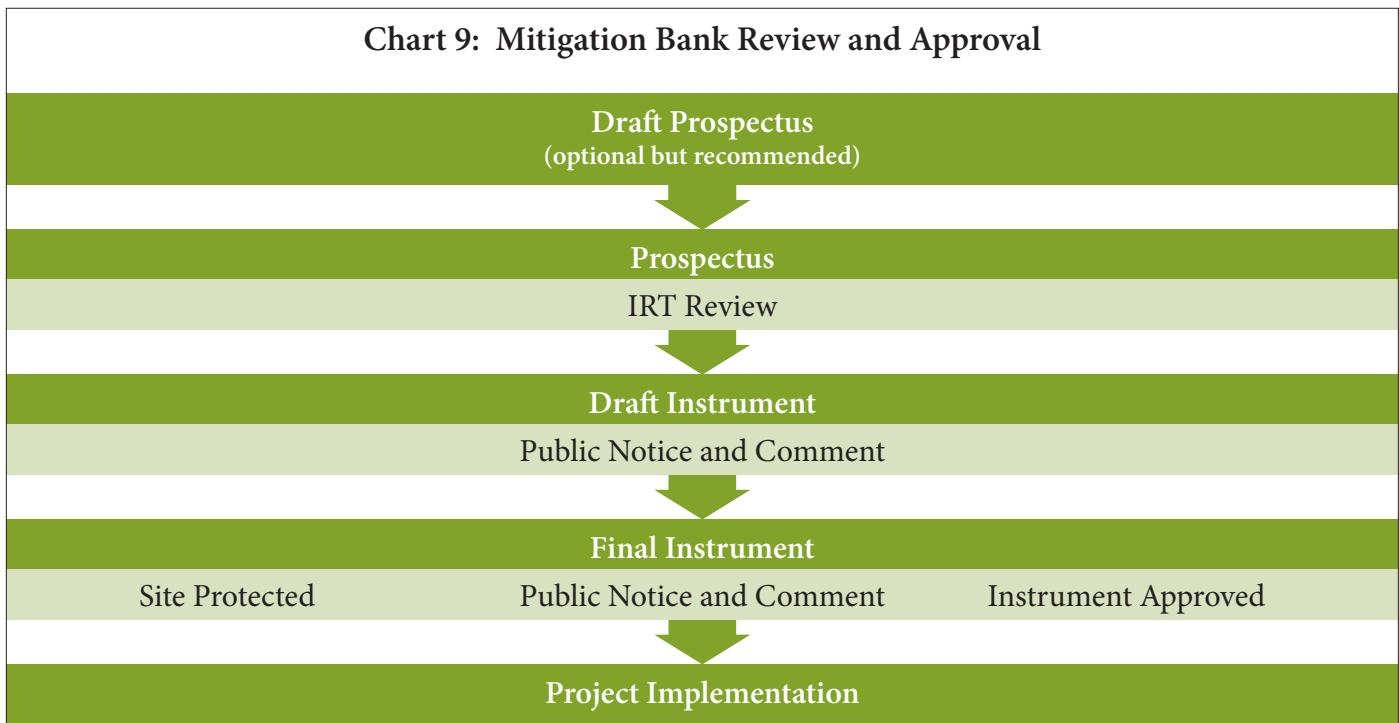 Chart 9: Mitigation Bank Review and Approval
Draft Prospectus
(optional but recommended)
Prospectus
IRT Review
Draft Instrument
Public Notice and Comment
Final Instrument
Site Protected Public Notice and Comment Instrument Approved
Project Implementation